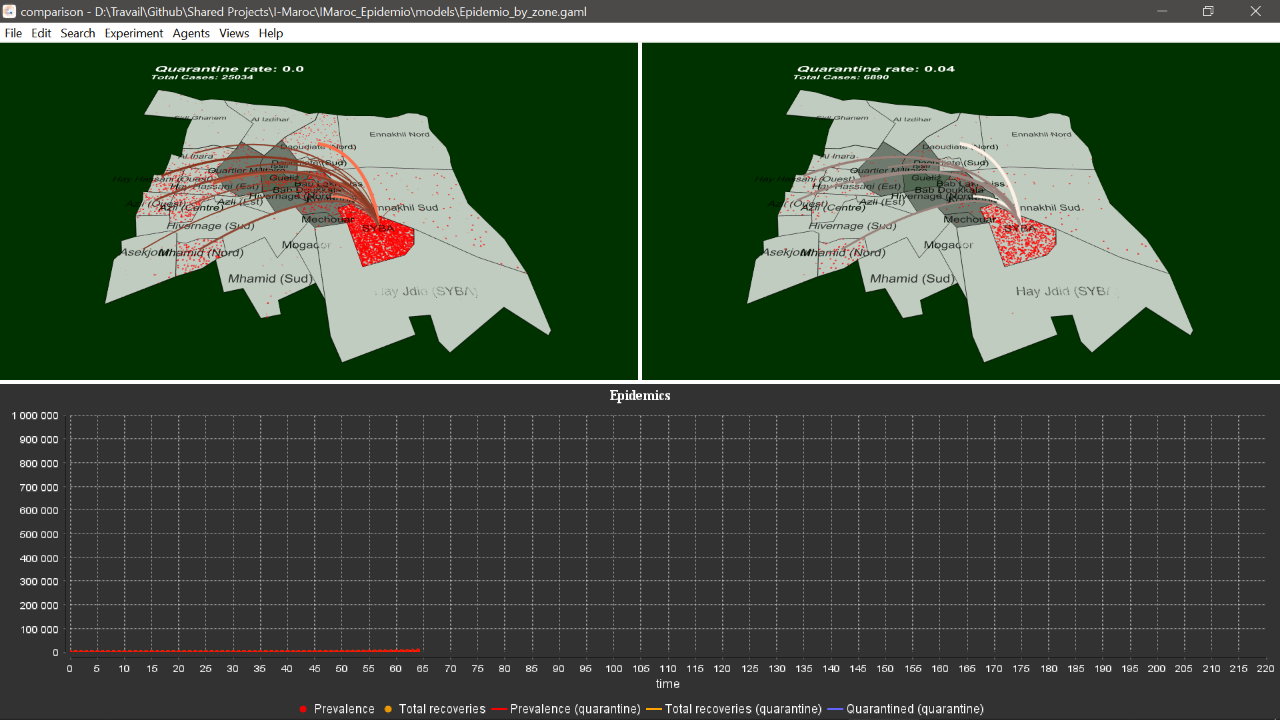 comparison - D:\Travail\Github\Shared Projects\I-Maroc\IMaroc_Epidemio\models\Epidemio_by_zone.gaml
File Edit Search Experiment Agents Views Help
Quarantine rate: 0.0
Total Cases: 25034
Sidi Ghanem
Al Izdihar
Ennakhil Nord
Al Inara
Daoudiate (Nord)
Daoudiate (Sud)
Quartier Militaire
Hay Hassani (Ouest)
Hay Hassani (Est)
Gueliz
Bab Doukkala
Hivernage (Nord)
Azli (Ouest)
Azli (Centre)
Azli (Est)
Ennakhil Sud
Mechouar
Hivernage (Sud)
SYBA
Asekjour
Mhamid (Nord)
Mogador
Mhamid (Sud)
Hay Jdid (SYBA)
Quarantine rate: 0.04
Total Cases: 6890
Sidi Ghanem
Al Izdihar
Ennakhil Nord
Al Inara
Daoudiate (Nord)
Daoudiate (Sud)
Quartier Militaire
Hay Hassani (Ouest)
Hay Hassani (Est)
Gueliz
Bab Doukkala
Hivernage (Nord)
Azli (Ouest)
Azli (Centre)
Azli (Est)
Ennakhil Sud
Mechouar
Hivernage (Sud)
SYBA
Asekjour
Mhamid (Nord)
Mogador
Mhamid (Sud)
Hay Jdid (SYBA
Epidemics
1 000 000
900 000
800 000
700 000
600 000
500 000
400 000
300 000
200 000
100 000
0
0 5 10 15 20 25 30 35 40 45 50 55 60 65 70 75 80 85 90 95 100 105 110 115 120 125 130 135 140 145 150 155 160 165 170 175 180 185 190 195 200 205 210 215 220
time
Prevalence Total recoveries Prevalence (quarantine) Total recoveries (quarantine) Quarantined (quarantine)